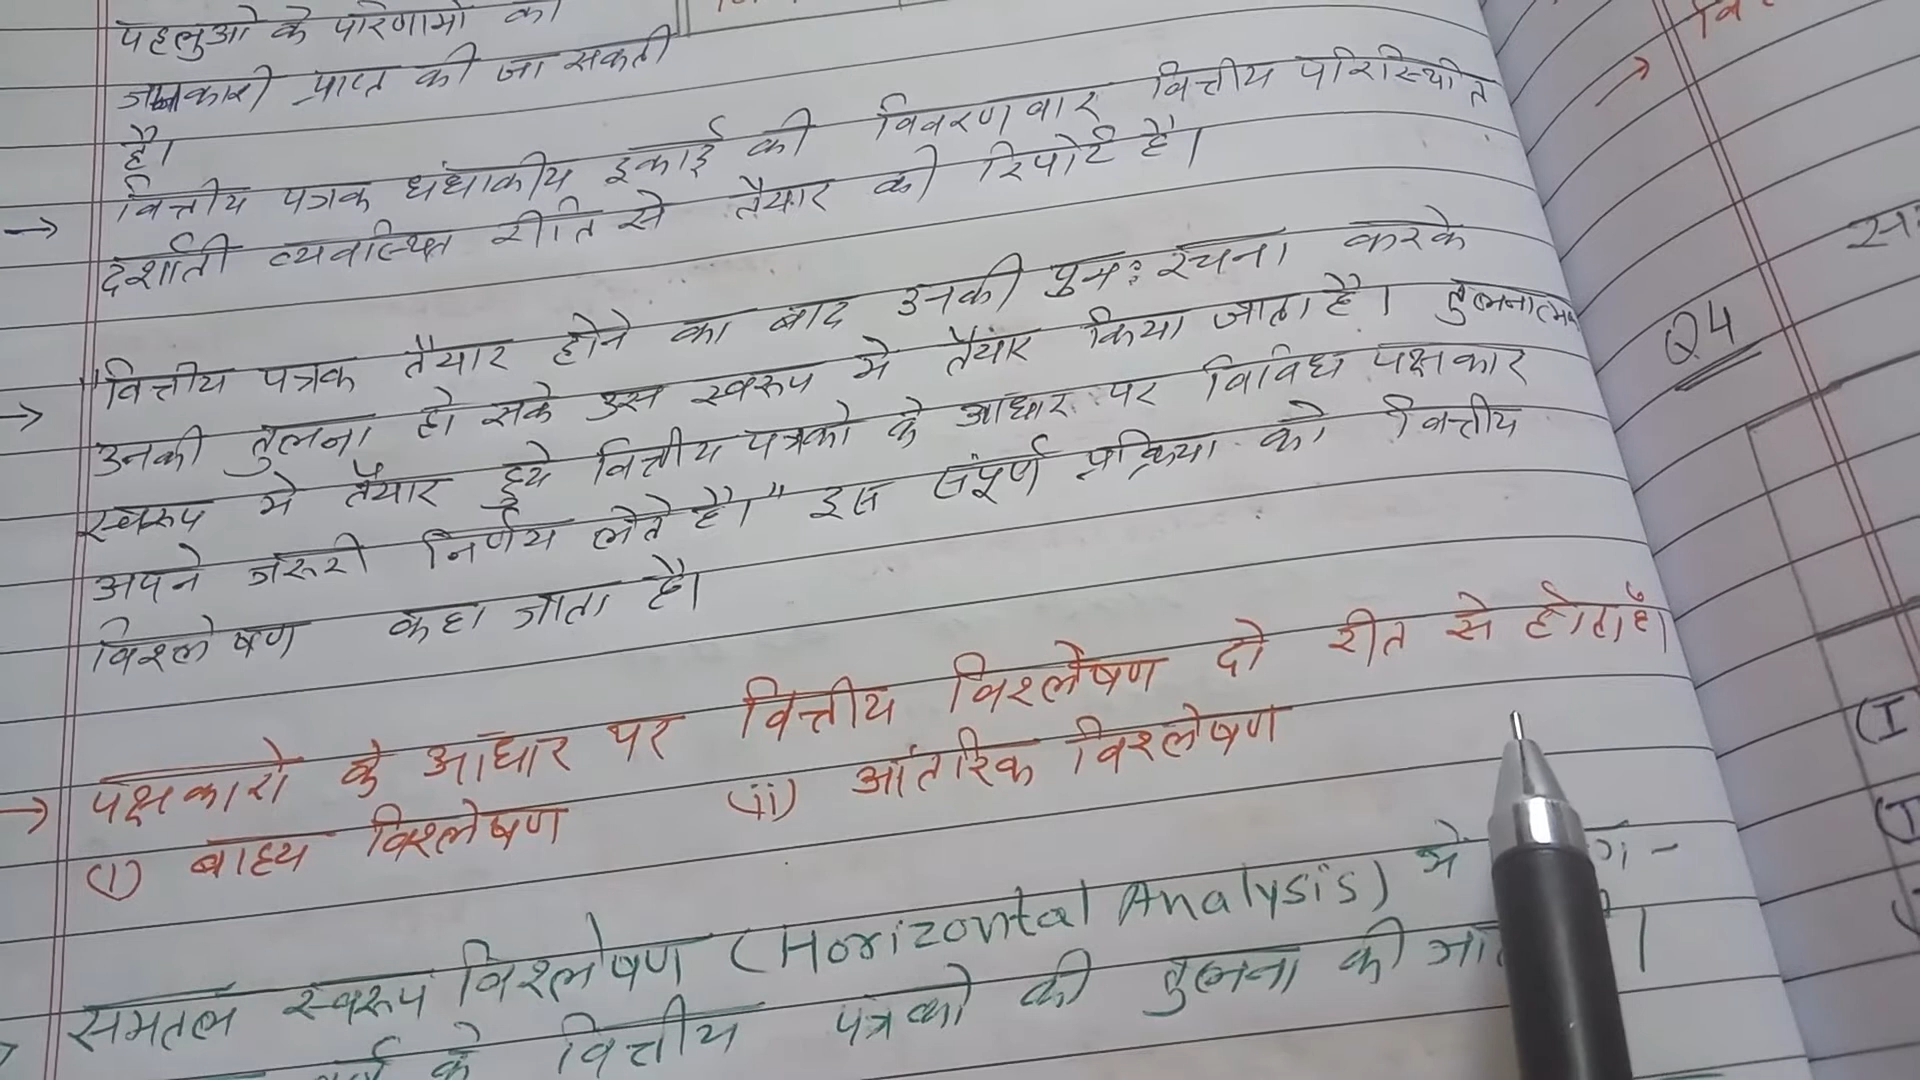 पहलुओ के परिणामो की
जानकारी प्राप्त की जा सकती
है।
→ वित्तीय पत्रक धंधाकीय इकाई की विवरणवार वित्तीय परिस्थिति
दर्शाती व्यवस्थित रीति से तैयार की रिपोर्ट है।
→ "वित्तीय पत्रक तैयार होने का बाद उनकी पुनः रचना करके
उनकी तुलना हो सके उस स्वरूप मे तैयार किया जाता है। तुलनात्मक
स्वरूप मे तैयार हुये वित्तीय पत्रको के आधार पर विविध पक्षकार
अपने जरूरी निर्णय लेते है।" इस संपूर्ण प्रक्रिया को वित्तीय
विश्लेषण कहा जाता है।
→ पक्षकारो के आधार पर वित्तीय विश्लेषण दो रीत से होता है।
(i) बाह्य विश्लेषण (ii) आंतरिक विश्लेषण
समतल स्वरूप विश्लेषण (Horizontal Analysis) मे
के वित्तीय पत्रको की तुलना की
Q4
(I